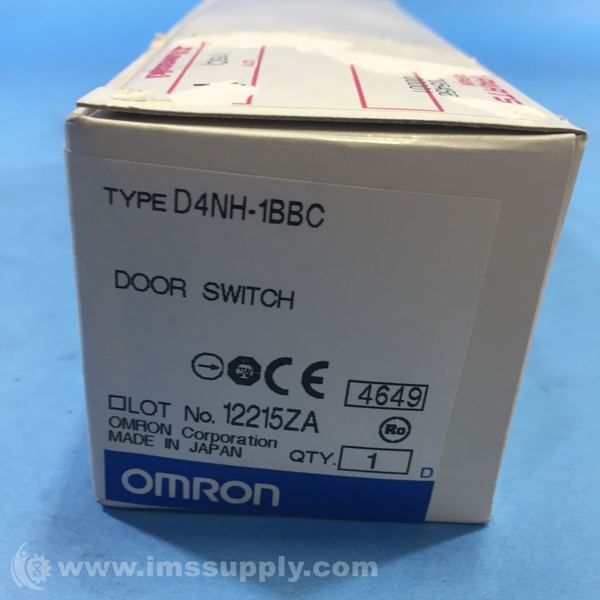 TYPE D4NH-1BBC
DOOR SWITCH
CE
4649
LOT No. 12215ZA
Ro
OMRON Corporation
MADE IN JAPAN
QTY. 1
D
OMRON
www.imssupply.com